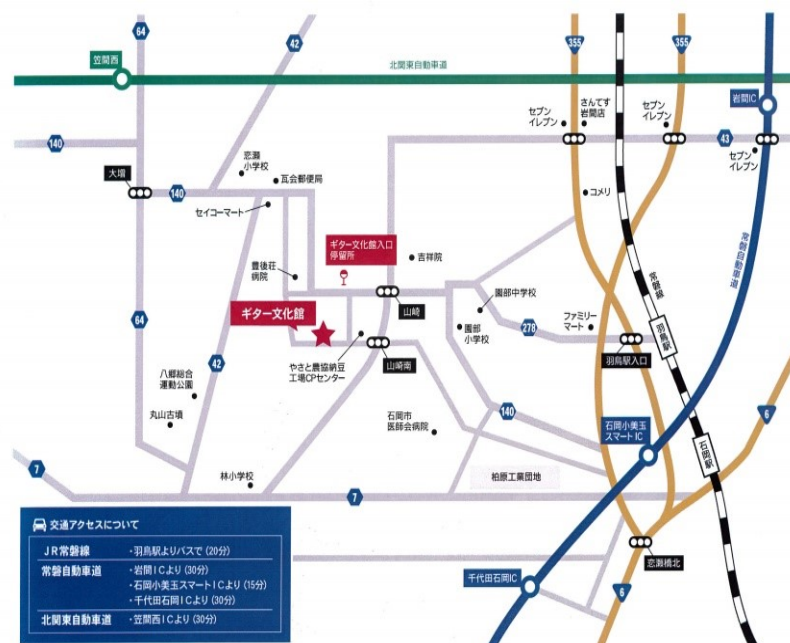 64
42
355
355
6
笠間西
北関東自動車道
岩間IC
セブン
イレブン
さんてす
岩間店
セブン
イレブン
43
セブン
イレブン
140
恋瀬
小学校
瓦会郵便局
大増
140
セイコーマート
コメリ
常磐自動車道
ギター文化館入口
停留所
吉祥院
常磐線
豊後荘
病院
園部中学校
山崎
ギター文化館
64
園部
小学校
278
ファミリー
マート
羽鳥駅
羽鳥駅入口
42
やさと農協納豆
工場CPセンター
山崎南
八郷総合
運動公園
丸山古墳
石岡市
医師会病院
140
6
石岡小美玉
スマートIC
石岡駅
7
林小学校
柏原工業団地
7
恋瀬橋北
千代田石岡IC
6
交通アクセスについて
JR常磐線 ・羽鳥駅よりバスで(20分)
常磐自動車道 ・岩間ICより(30分)
・石岡小美玉スマートICより(15分)
・千代田石岡ICより(30分)
北関東自動車道 ・笠間西ICより(30分)